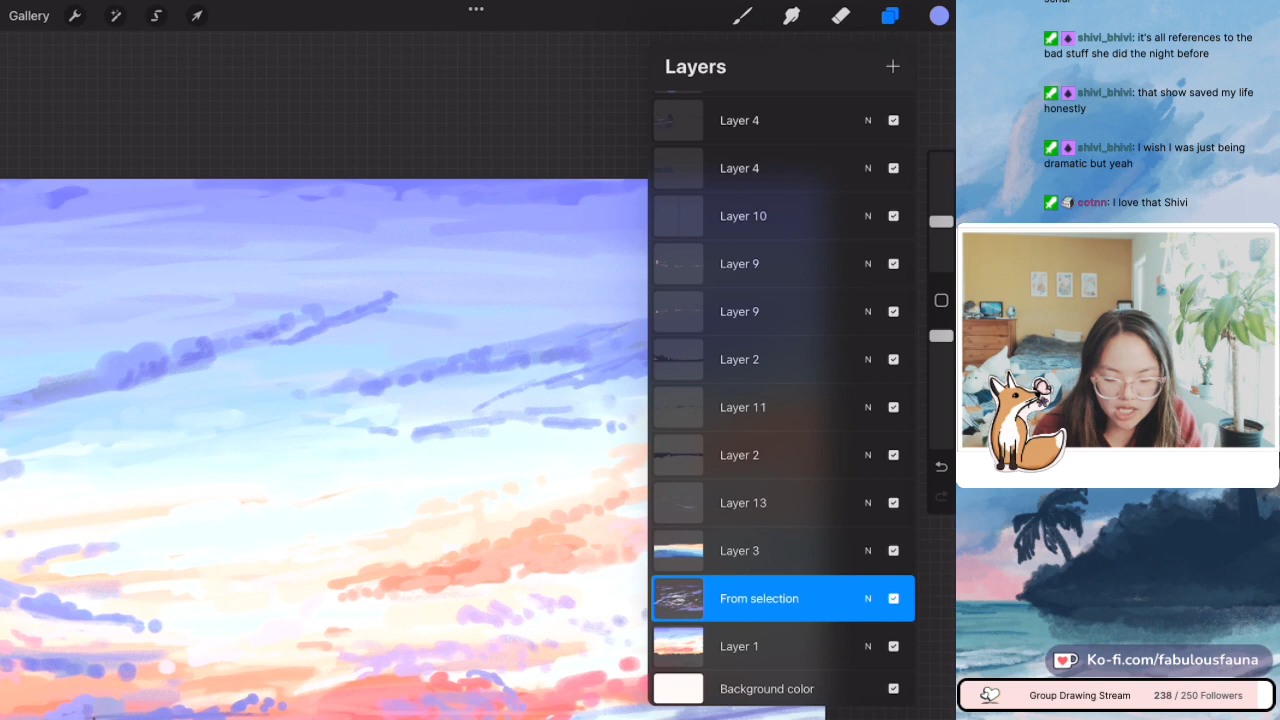 Gallery
Layers
Layer 4 N
Layer 4 N
Layer 10 N
Layer 9 N
Layer 9 N
Layer 2 N
Layer 11 N
Layer 2 N
Layer 13 N
Layer 3 N
From selection N
Layer 1 N
Background color
shivi_bhivi: it's all references to the
bad stuff she did the night before
shivi_bhivi: that show saved my life
honestly
shivi_bhivi: I wish I was just being
dramatic but yeah
cotnn: I love that Shivi
Ko-fi.com/fabulousfauna
Group Drawing Stream 238 / 250 Followers